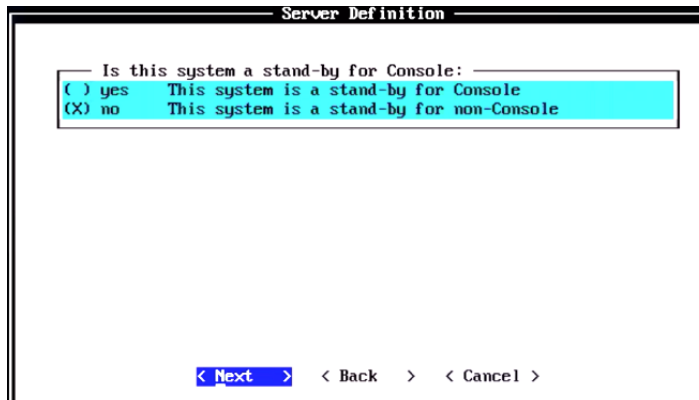 Server Definition
Is this system a stand-by for Console:
( ) yes This system is a stand-by for Console
(X) no This system is a stand-by for non-Console
< Next > < Back > < Cancel >